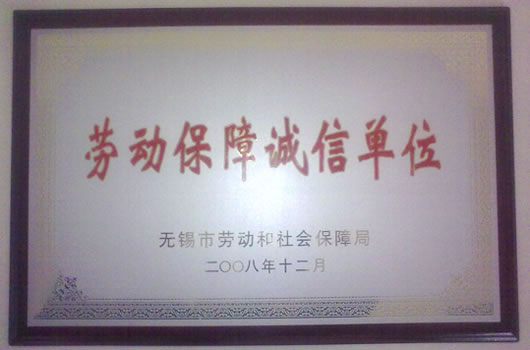 劳动保障诚信单位
无锡市劳动和社会保障局
二〇〇八年十二月